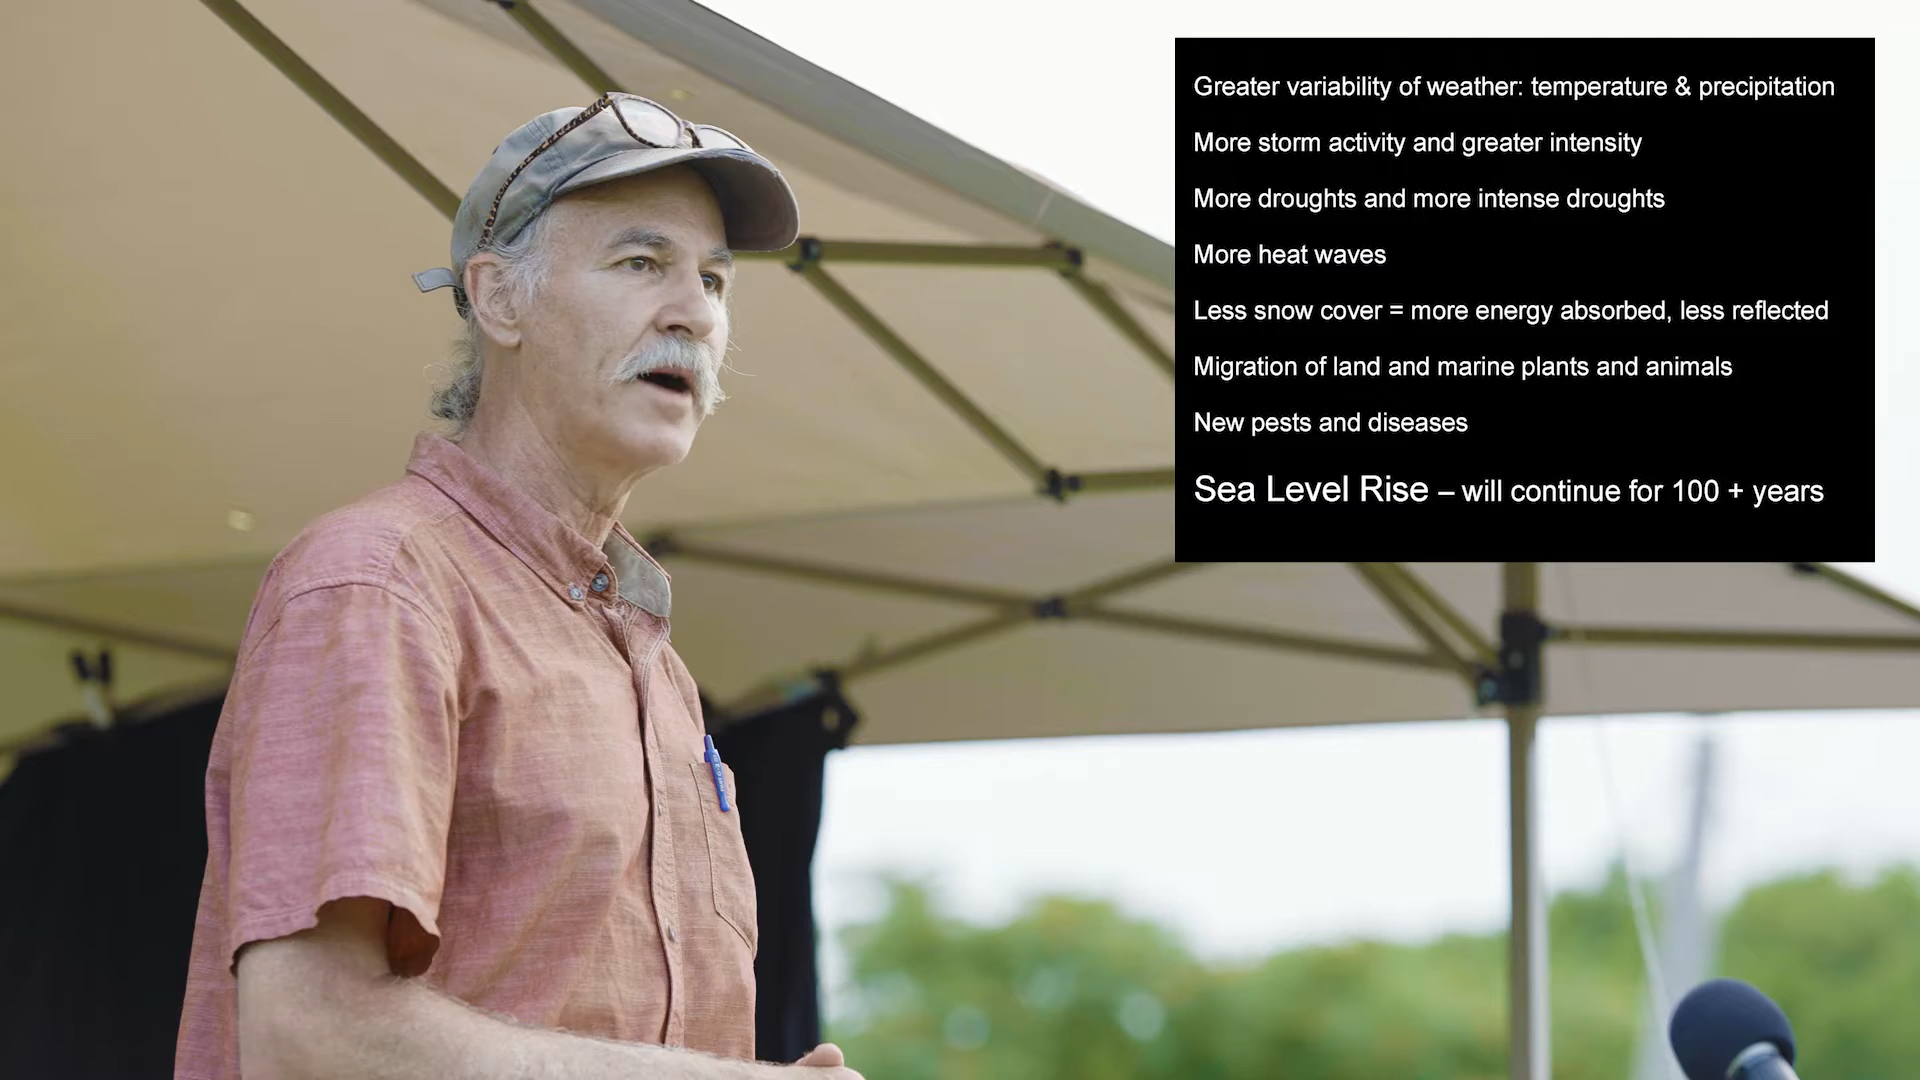 Greater variability of weather: temperature & precipitation
More storm activity and greater intensity
More droughts and more intense droughts
More heat waves
Less snow cover = more energy absorbed, less reflected
Migration of land and marine plants and animals
New pests and diseases
Sea Level Rise – will continue for 100 + years